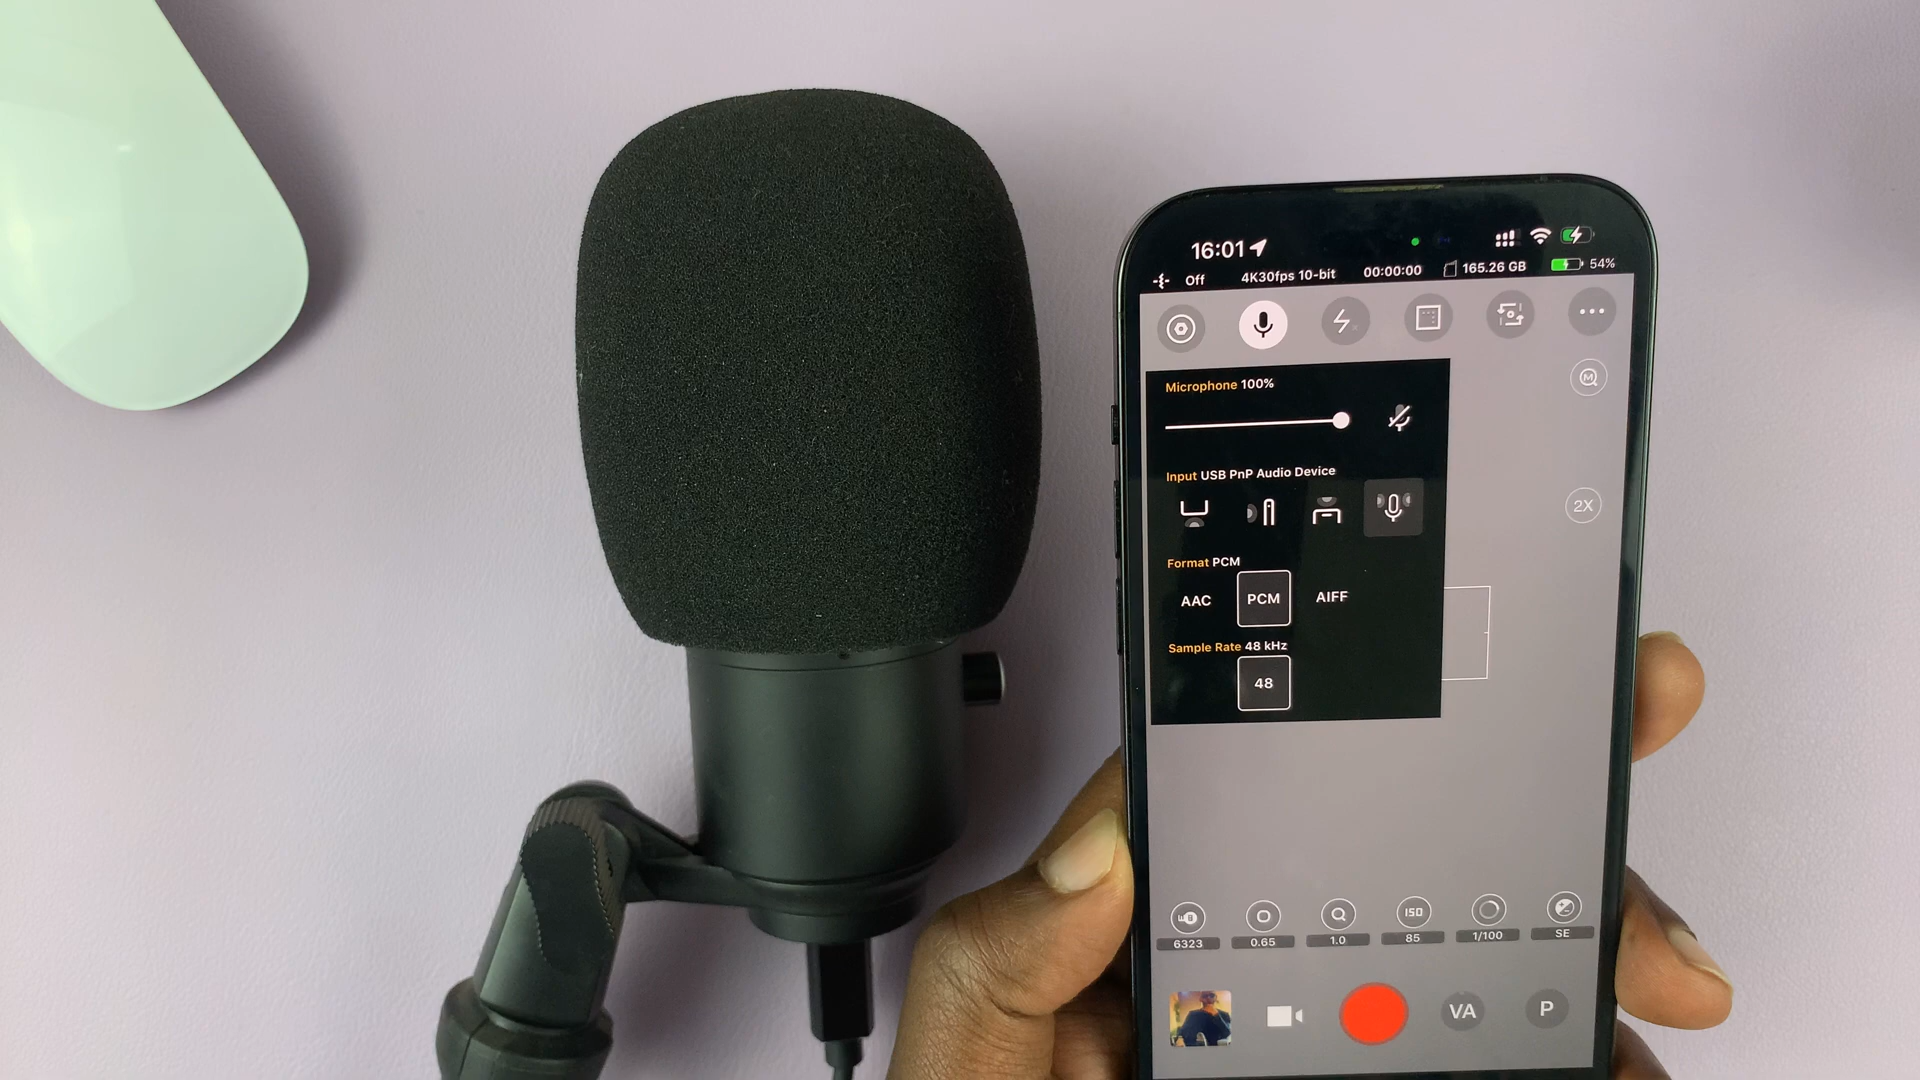 16:01
Off 4K30fps 10-bit 00:00:00 165.26 GB 54%
Microphone 100%
M
Input USB PnP Audio Device
2X
Format PCM
AAC PCM AIFF
Sample Rate 48 kHz
48
WB ISO
6323 0.65 1.0 85 1/100 SE
VA P